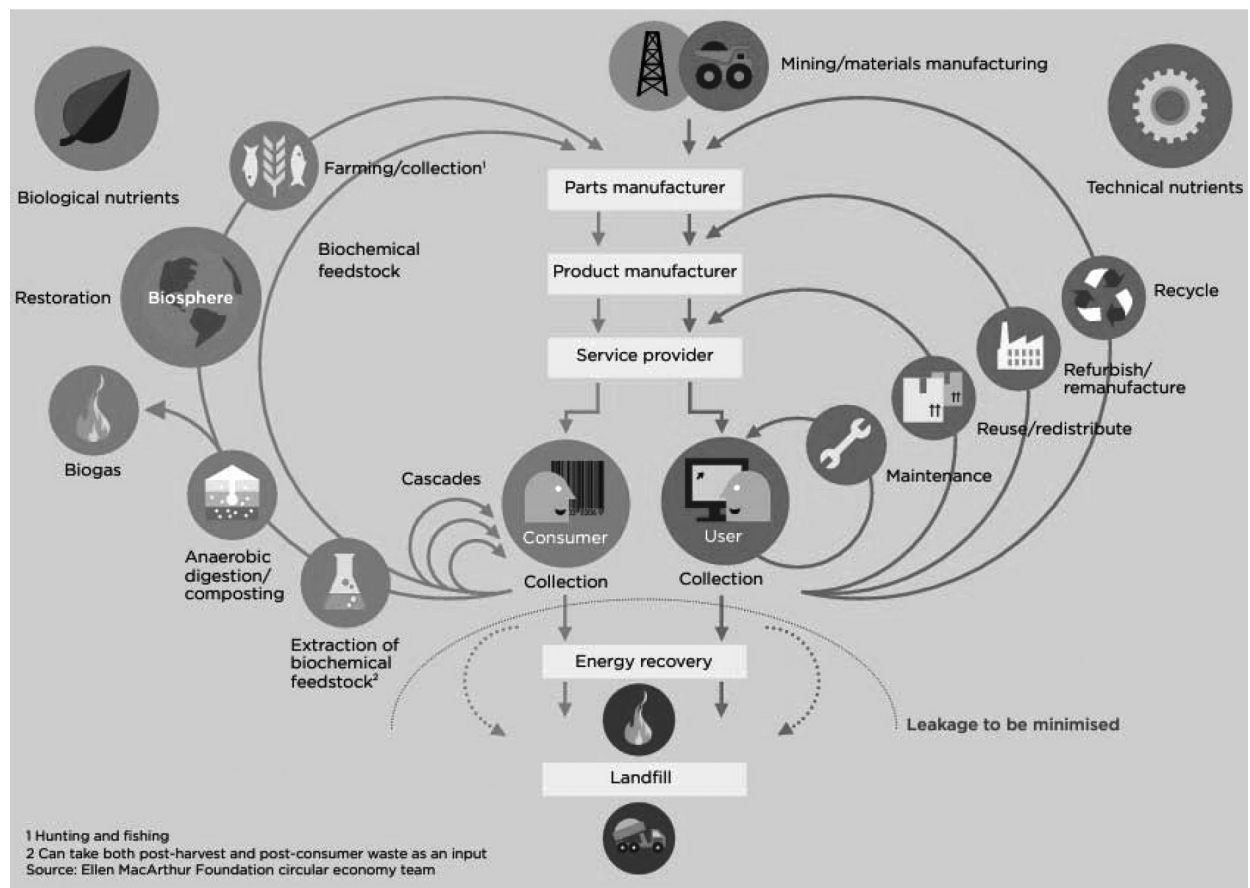 Mining/materials manufacturing
Biological nutrients
Farming/collection¹
Parts manufacturer
Technical nutrients
Biochemical
feedstock
Product manufacturer
Restoration
Biosphere
Recycle
Service provider
Refurbish/
remanufacture
Reuse/redistribute
Biogas
Cascades
Maintenance
Consumer
User
Anaerobic
digestion/
composting
Collection
Collection
Extraction of
biochemical
feedstock²
Energy recovery
Leakage to be minimised
Landfill
1 Hunting and fishing
2 Can take both post-harvest and post-consumer waste as an input
Source: Ellen MacArthur Foundation circular economy team